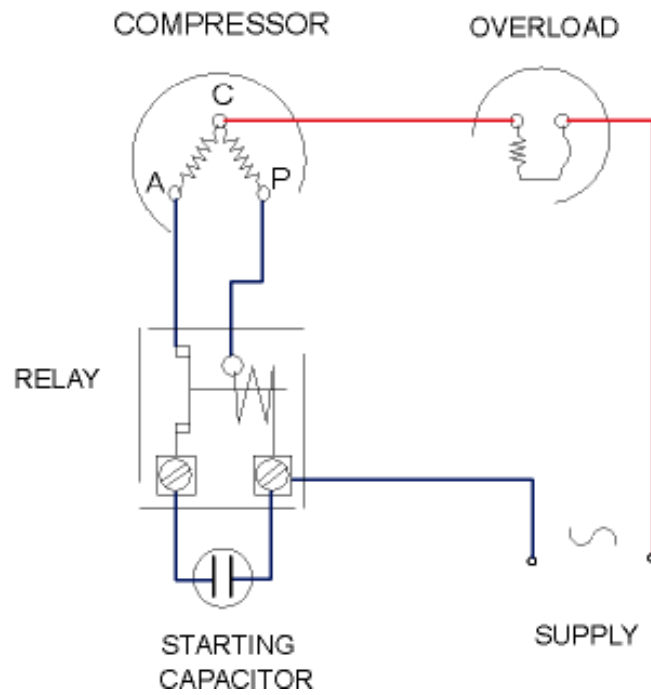 COMPRESSOR
OVERLOAD
C
A
P
RELAY
STARTING
CAPACITOR
SUPPLY